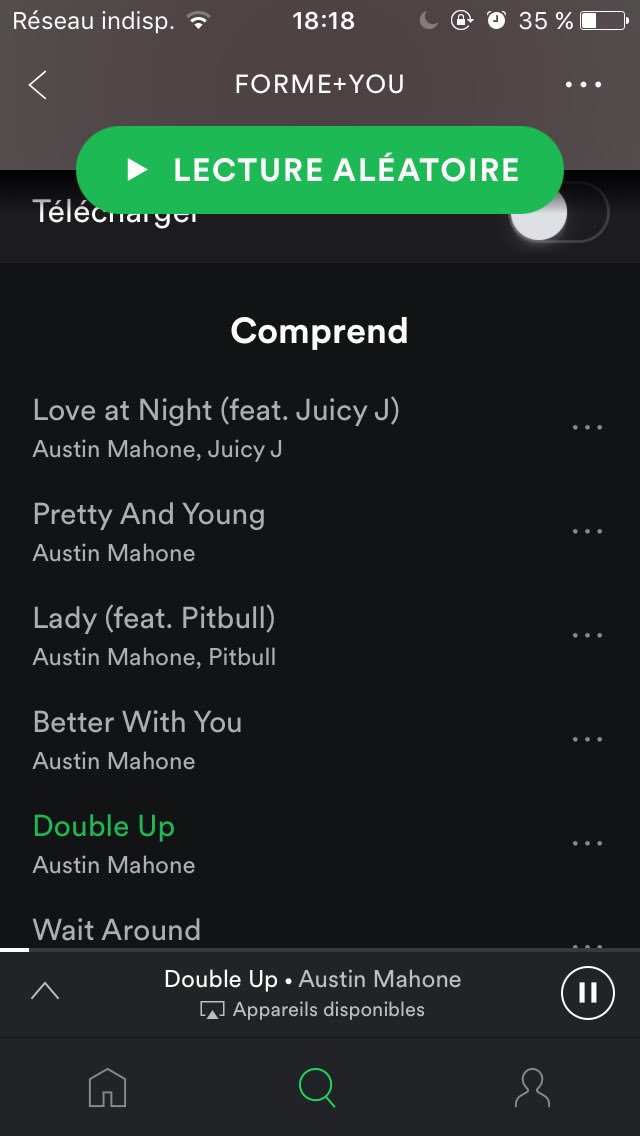 Réseau indisp. 18:18 35 %
FORME+YOU
LECTURE ALÉATOIRE
Télécharger
Comprend
Love at Night (feat. Juicy J)
Austin Mahone, Juicy J
Pretty And Young
Austin Mahone
Lady (feat. Pitbull)
Austin Mahone, Pitbull
Better With You
Austin Mahone
Double Up
Austin Mahone
Wait Around
Double Up • Austin Mahone
Appareils disponibles